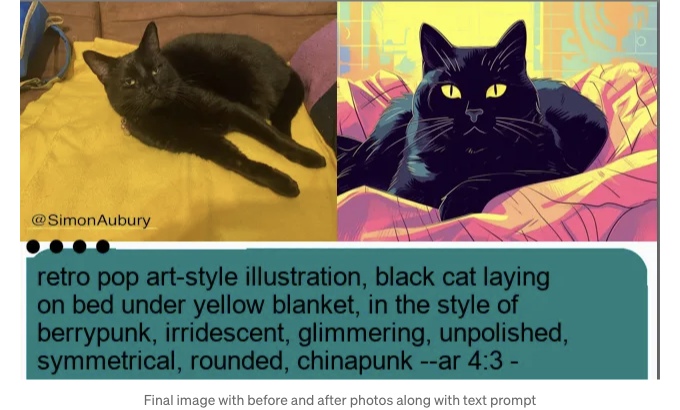 @SimonAubury
retro pop art-style illustration, black cat laying
on bed under yellow blanket, in the style of
berrypunk, irridescent, glimmering, unpolished,
symmetrical, rounded, chinapunk --ar 4:3 -
Final image with before and after photos along with text prompt